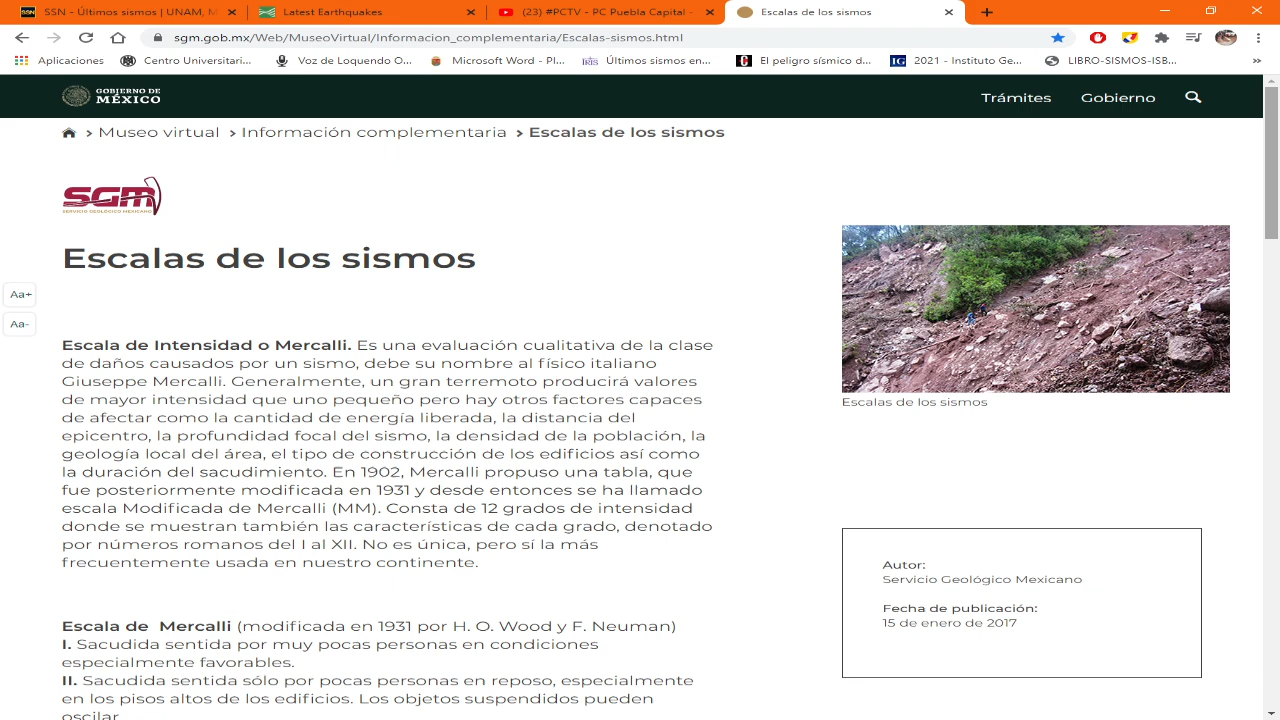 SSN - Últimos sismos | UNAM, M
Latest Earthquakes
(23) #PCTV - PC Puebla Capital -
Escalas de los sismos
sgm.gob.mx/Web/MuseoVirtual/Informacion_complementaria/Escalas-sismos.html
Aplicaciones
Centro Universitari...
Voz de Loquendo O...
Microsoft Word - Pl...
Últimos sismos en...
El peligro sísmico d...
2021 - Instituto Ge...
LIBRO-SISMOS-ISB...
»
GOBIERNO DE
MÉXICO
Trámites
Gobierno
> Museo virtual > Información complementaria > Escalas de los sismos
SGM
SERVICIO GEOLÓGICO MEXICANO
Escalas de los sismos
Aa+
Aa-
Escala de Intensidad o Mercalli. Es una evaluación cualitativa de la clase
de daños causados por un sismo, debe su nombre al físico italiano
Giuseppe Mercalli. Generalmente, un gran terremoto producirá valores
de mayor intensidad que uno pequeño pero hay otros factores capaces
de afectar como la cantidad de energía liberada, la distancia del
epicentro, la profundidad focal del sismo, la densidad de la población, la
geología local del área, el tipo de construcción de los edificios así como
la duración del sacudimiento. En 1902, Mercalli propuso una tabla, que
fue posteriormente modificada en 1931 y desde entonces se ha llamado
escala Modificada de Mercalli (MM). Consta de 12 grados de intensidad
donde se muestran también las características de cada grado, denotado
por números romanos del I al XII. No es única, pero sí la más
frecuentemente usada en nuestro continente.
Escala de  Mercalli (modificada en 1931 por H. O. Wood y F. Neuman)
I. Sacudida sentida por muy pocas personas en condiciones
especialmente favorables.
II. Sacudida sentida sólo por pocas personas en reposo, especialmente
en los pisos altos de los edificios. Los objetos suspendidos pueden
oscilar.
Escalas de los sismos
Autor:
Servicio Geológico Mexicano
Fecha de publicación:
15 de enero de 2017